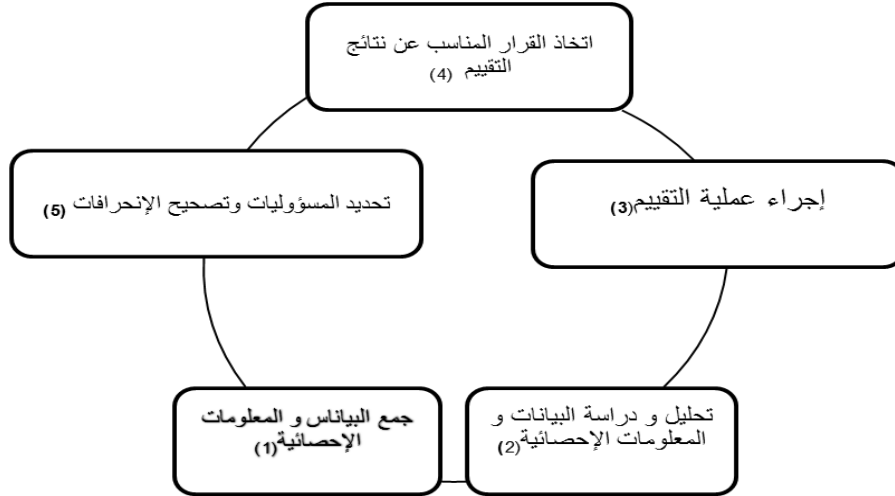 اتخاذ القرار المناسب عن نتائج
التقييم (4)
تحديد المسؤوليات وتصحيح الإنحرافات (5)
إجراء عملية التقييم(3)
جمع البياناس و المعلومات
الإحصائية(1)
تحليل و دراسة البيانات و
المعلومات الإحصائية(2)